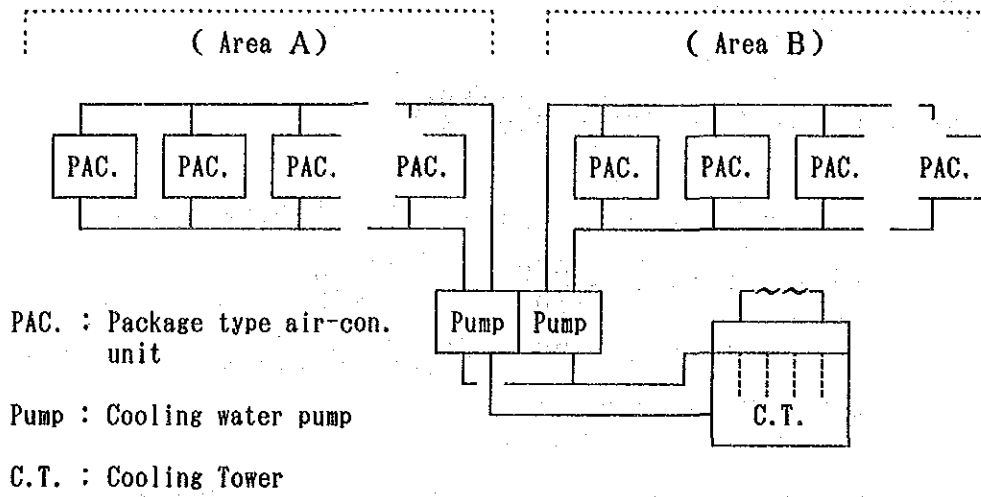 ( Area A)
( Area B)
PAC. PAC. PAC. PAC. PAC. PAC. PAC. PAC.
Pump Pump
PAC. : Package type air-con.
unit
Pump : Cooling water pump
C.T.
C.T. : Cooling Tower